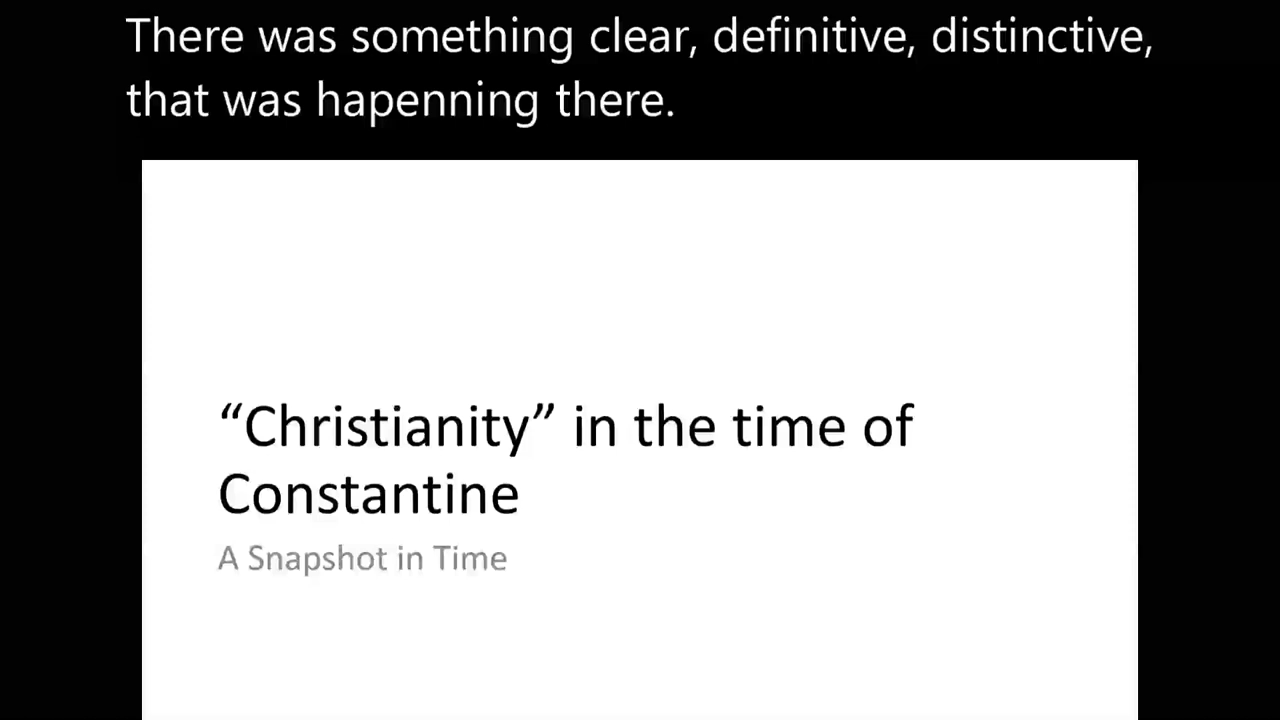 There was something clear, definitive, distinctive,
that was hapenning there.
“Christianity” in the time of
Constantine
A Snapshot in Time